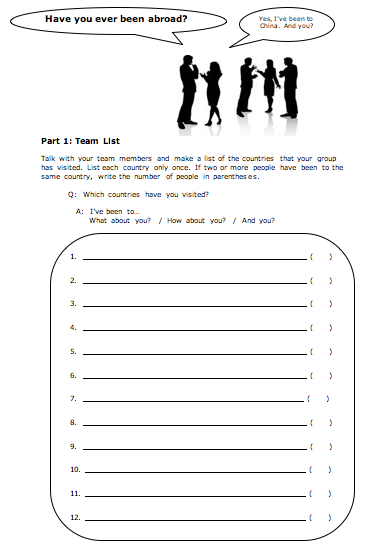 Have you ever been abroad?
Yes, I've been to
China. And you?
Part 1: Team List
Talk with your team members and make a list of the countries that your group
has visited. List each country only once. If two or more people have been to the
same country, write the number of people in parentheses.
Q: Which countries have you visited?
A: I've been to…
What about you? / How about you? / And you?
1. ( )
2. ( )
3. ( )
4. ( )
5. ( )
6. ( )
7. ( )
8. ( )
9. ( )
10. ( )
11. ( )
12. ( )